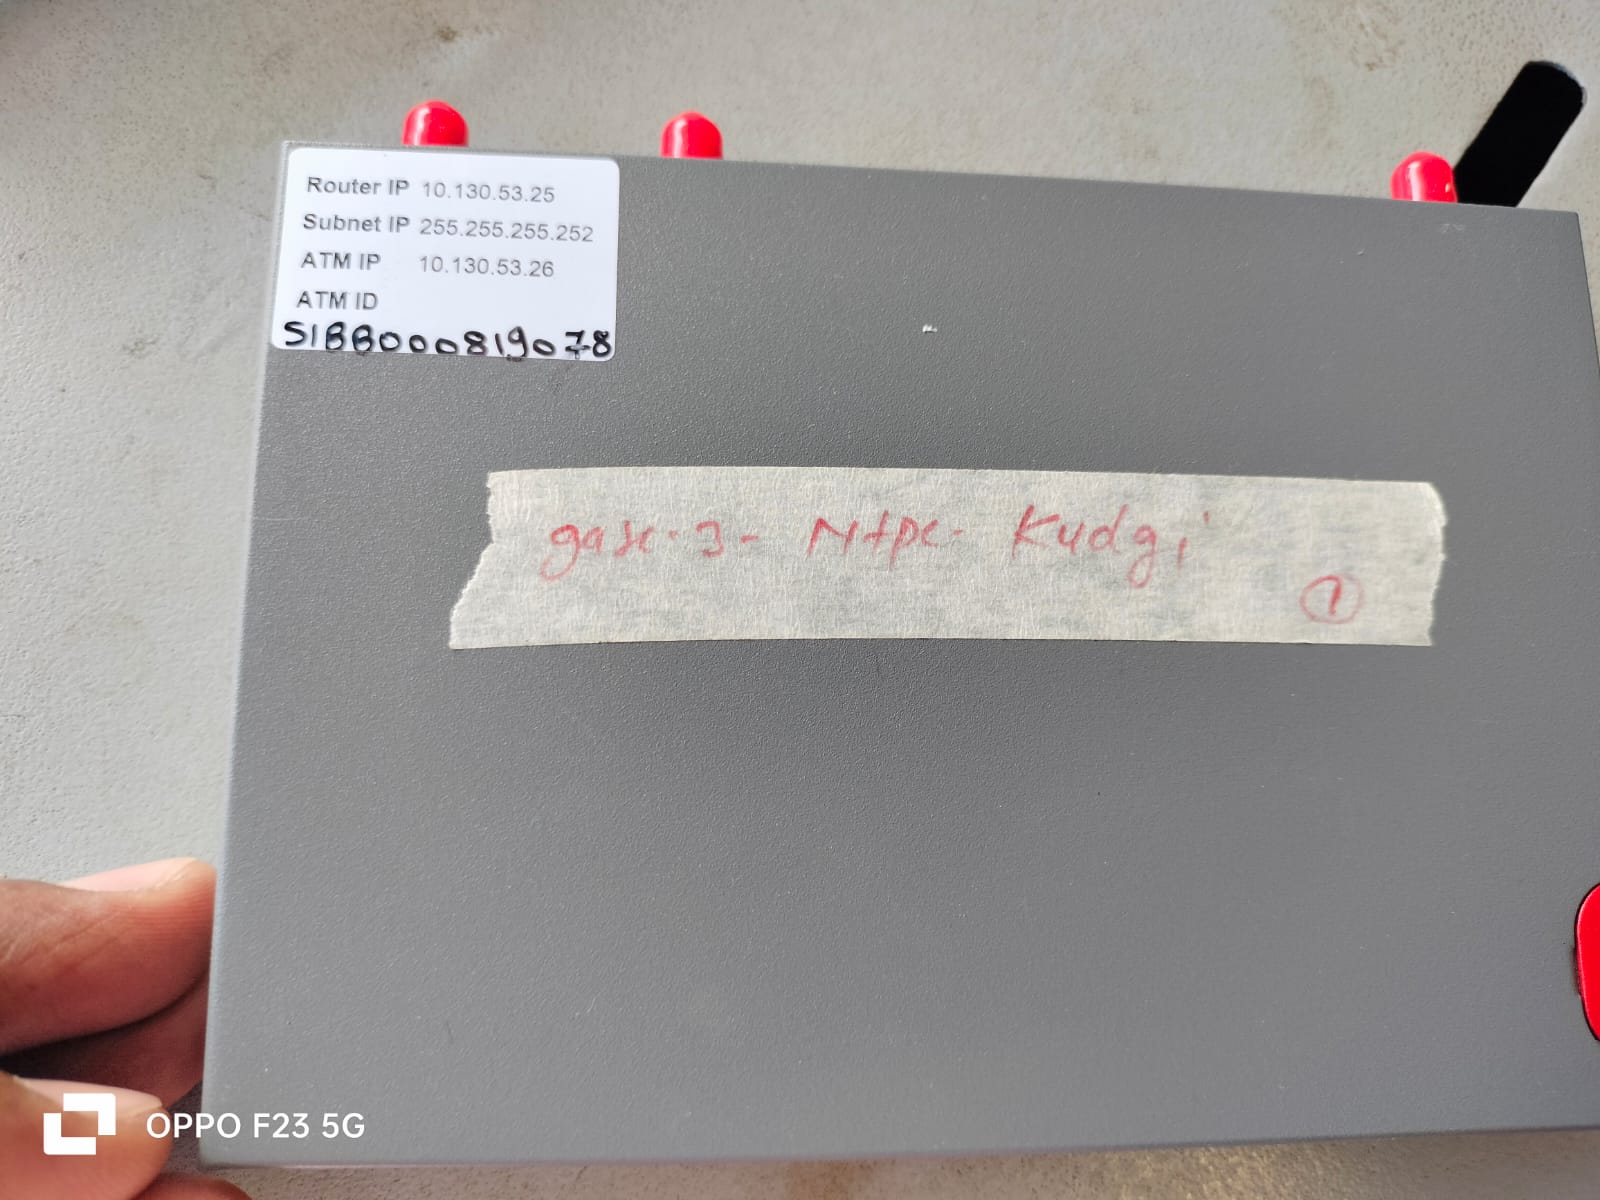 Router IP 10.130.53.25
Subnet IP 255.255.255.252
ATM IP 10.130.53.26
ATM ID
S1BB000819078
gate-3- Ntpc- Kudgi
1
OPPO F23 5G